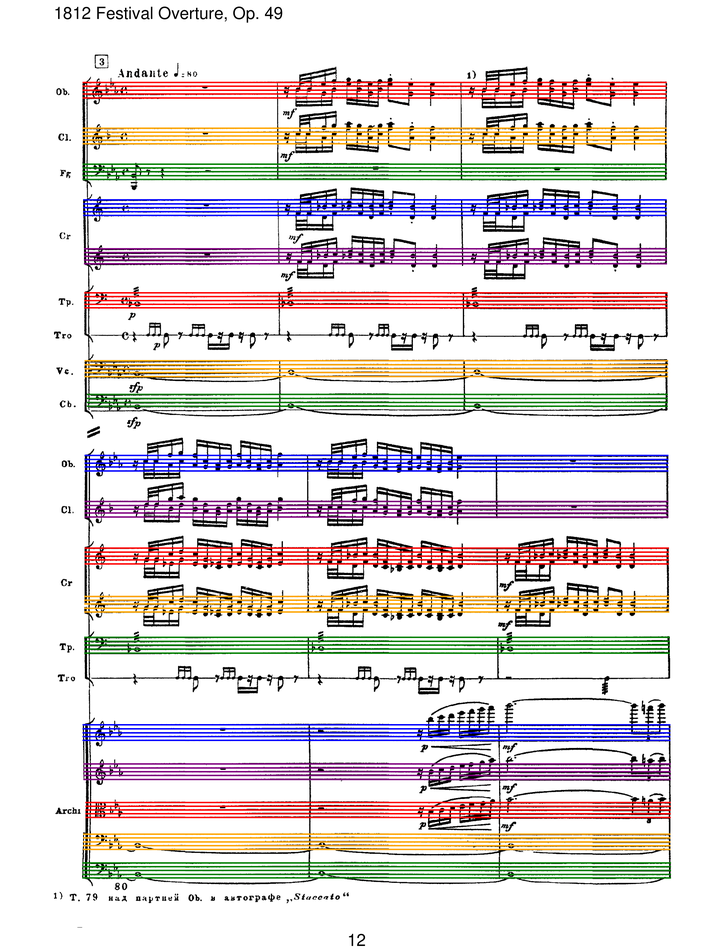 1812 Festival Overture, Op. 49
3
Andante ♩=80
Ob.
1)
mf
Cl.
mf
Fg
Cr
mf
mf
Tp.
p
Tro
p
Vc.
sfp
Cb.
sfp
Ob.
Cl.
Cr
mf
mf
Tp.
Tro
p mf
p mf
Archi
p mf
80
1) Т. 79 над партией Ob. в автографе „Staccato“
12